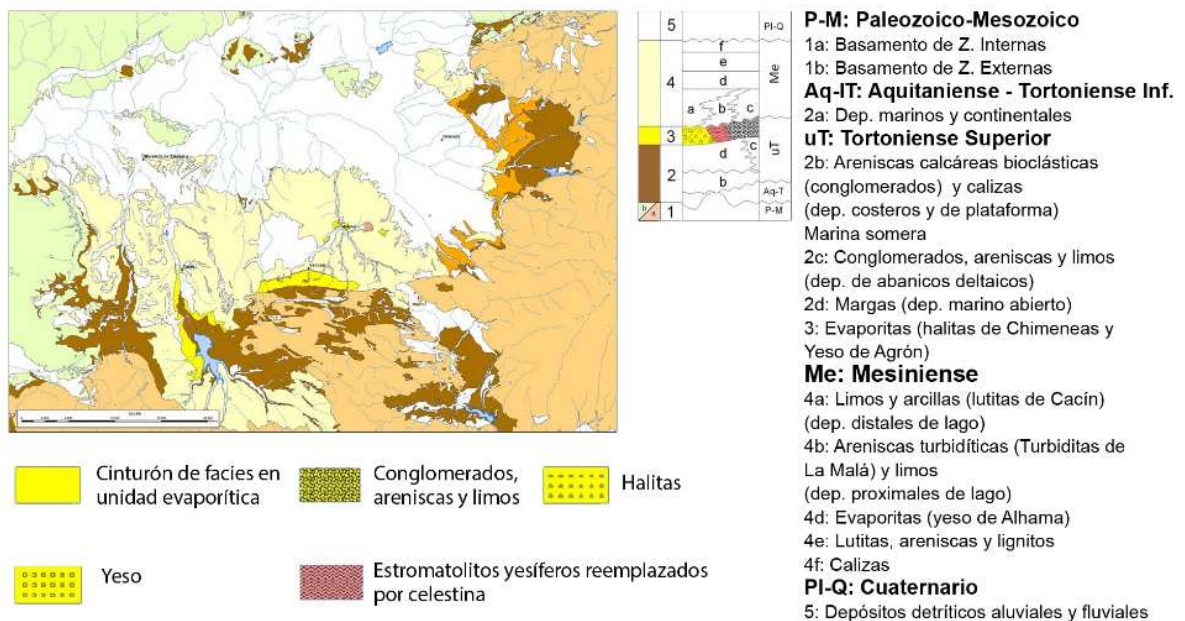 5
Pl-Q
f
e
4
d
Me
a
b
c
3
c
uT
d
2
b
Aq-T
b
a
1
P-M
P-M: Paleozoico-Mesozoico
1a: Basamento de Z. Internas
1b: Basamento de Z. Externas
Aq-lT: Aquitaniense - Tortoniense Inf.
2a: Dep. marinos y continentales
uT: Tortoniense Superior
2b: Areniscas calcáreas bioclásticas
(conglomerados) y calizas
(dep. costeros y de plataforma)
Marina somera
2c: Conglomerados, areniscas y limos
(dep. de abanicos deltaicos)
2d: Margas (dep. marino abierto)
3: Evaporitas (halitas de Chimeneas y
Yeso de Agrón)
Me: Mesiniense
4a: Limos y arcillas (lutitas de Cacín)
(dep. distales de lago)
4b: Areniscas turbidíticas (Turbiditas de
La Malá) y limos
(dep. proximales de lago)
4d: Evaporitas (yeso de Alhama)
4e: Lutitas, areniscas y lignitos
4f: Calizas
Pl-Q: Cuaternario
5: Depósitos detríticos aluviales y fluviales
Cinturón de facies en
unidad evaporítica
Conglomerados,
areniscas y limos
Halitas
Yeso
Estromatolitos yesíferos reemplazados
por celestina